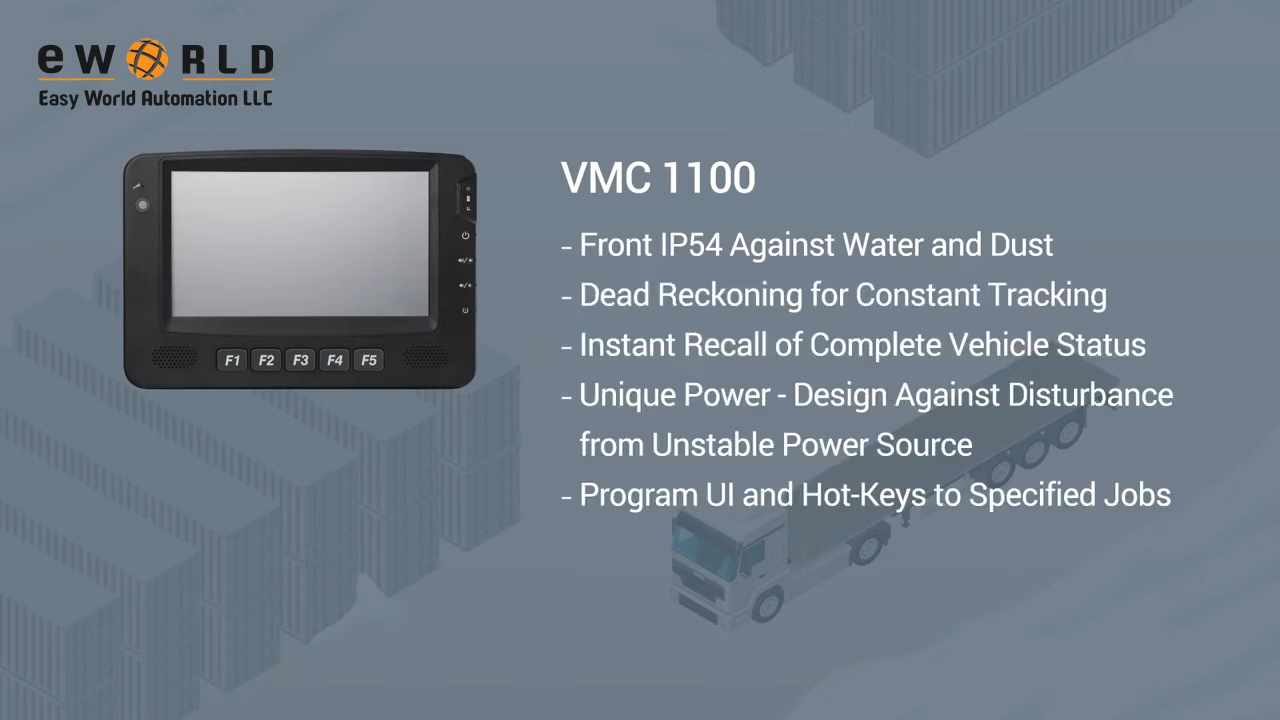 eWORLD
Easy World Automation LLC
VMC 1100
- Front IP54 Against Water and Dust
- Dead Reckoning for Constant Tracking
- Instant Recall of Complete Vehicle Status
- Unique Power - Design Against Disturbance
from Unstable Power Source
- Program UI and Hot-Keys to Specified Jobs
F1 F2 F3 F4 F5